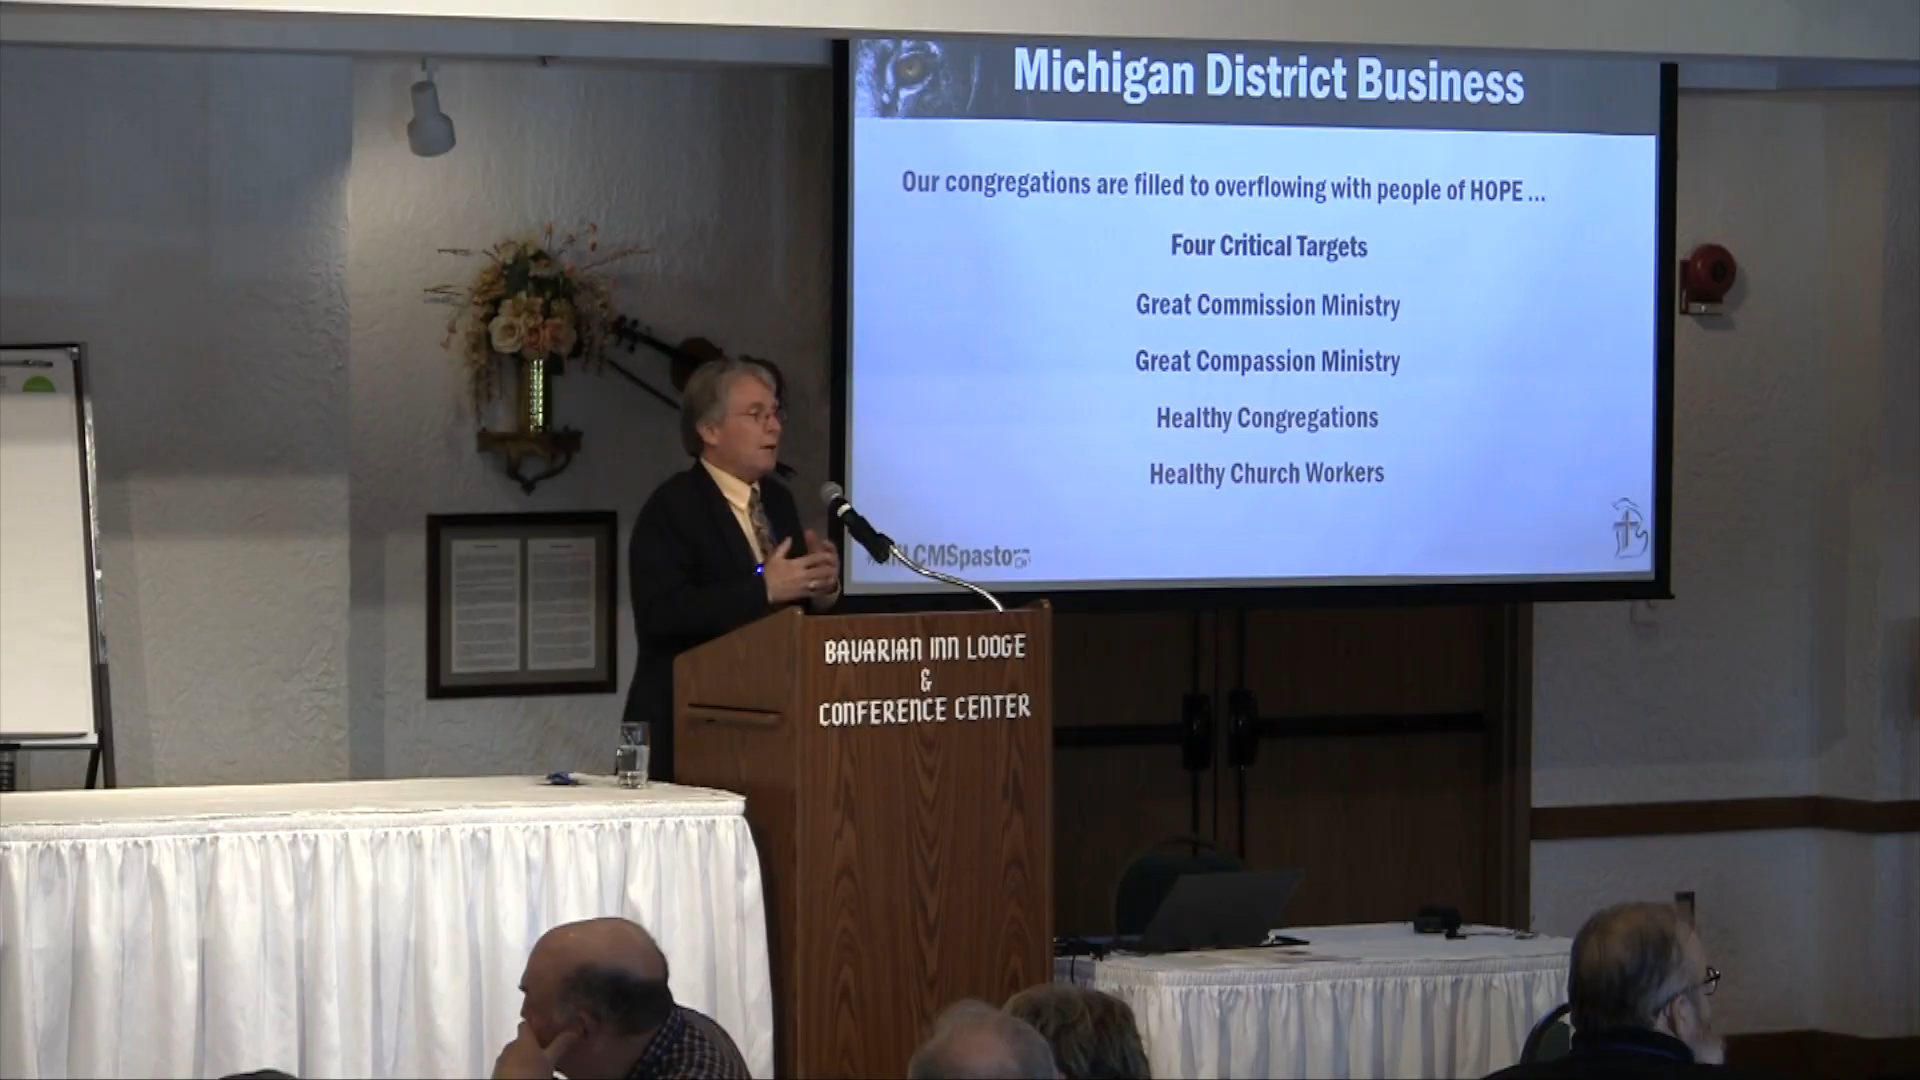 Michigan District Business
Our congregations are filled to overflowing with people of HOPE ...
Four Critical Targets
Great Commission Ministry
Great Compassion Ministry
Healthy Congregations
Healthy Church Workers
BAVARIAN INN LODGE
&
CONFERENCE CENTER